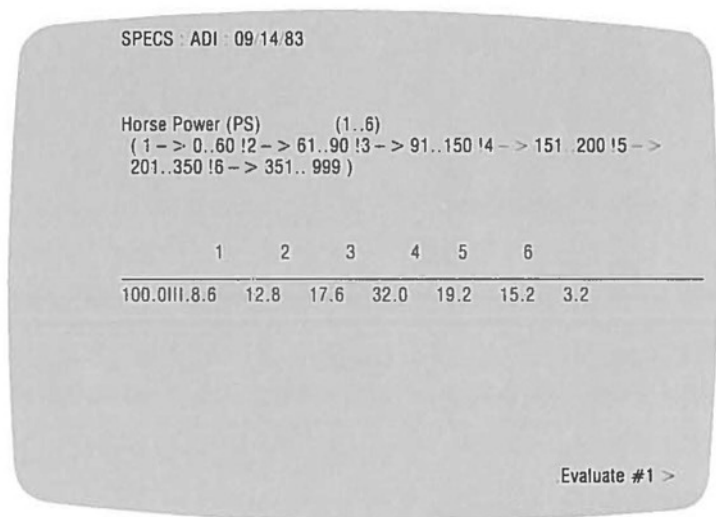 SPECS : ADI : 09/14/83
Horse Power (PS) (1..6)
( 1 – > 0..60 !2 – > 61..90 !3 – > 91..150 !4 – > 151 .200 !5 – >
201..350 !6 – > 351.. 999 )
1 2 3 4 5 6
100.0III.8.6 12.8 17.6 32.0 19.2 15.2 3.2
.Evaluate #1 >